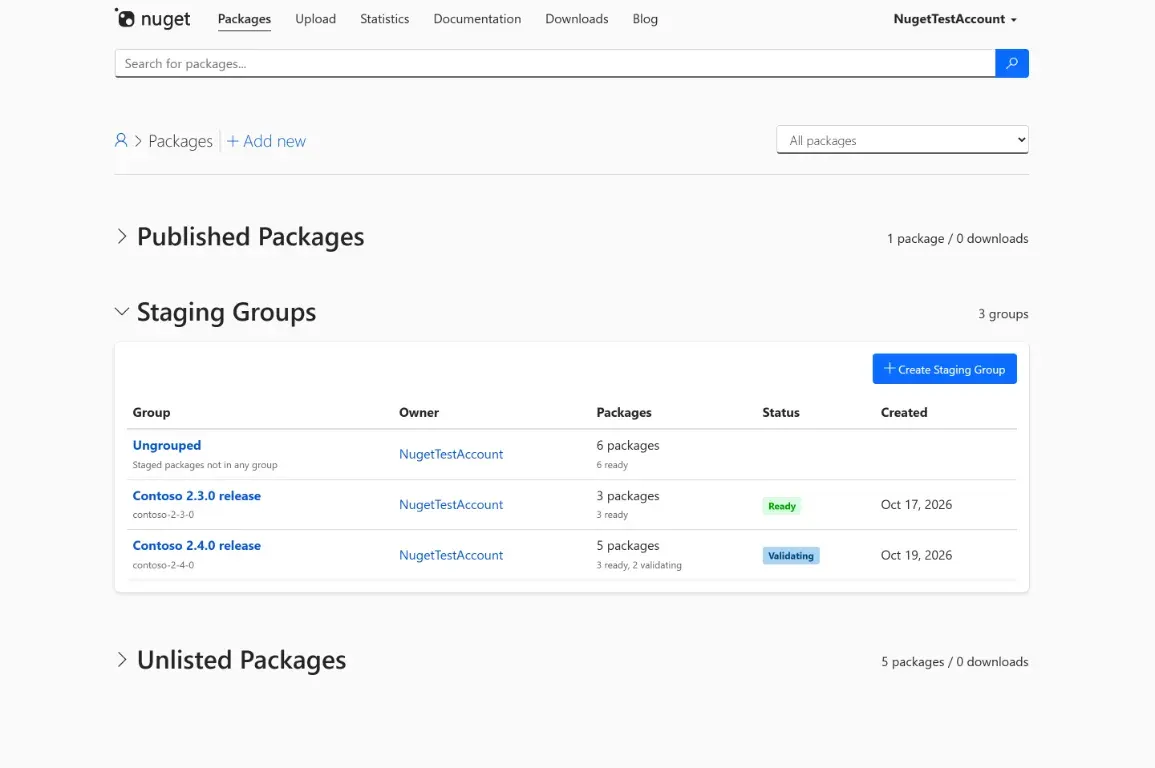 nuget Packages Upload Statistics Documentation Downloads Blog NugetTestAccount
Search for packages...
Packages + Add new All packages
Published Packages 1 package / 0 downloads
Staging Groups 3 groups
+ Create Staging Group
Group Owner Packages Status Created
Ungrouped NugetTestAccount 6 packages
Staged packages not in any group 6 ready
Contoso 2.3.0 release NugetTestAccount 3 packages Ready Oct 17, 2026
contoso-2-3-0 3 ready
Contoso 2.4.0 release NugetTestAccount 5 packages Validating Oct 19, 2026
contoso-2-4-0 3 ready, 2 validating
Unlisted Packages 5 packages / 0 downloads